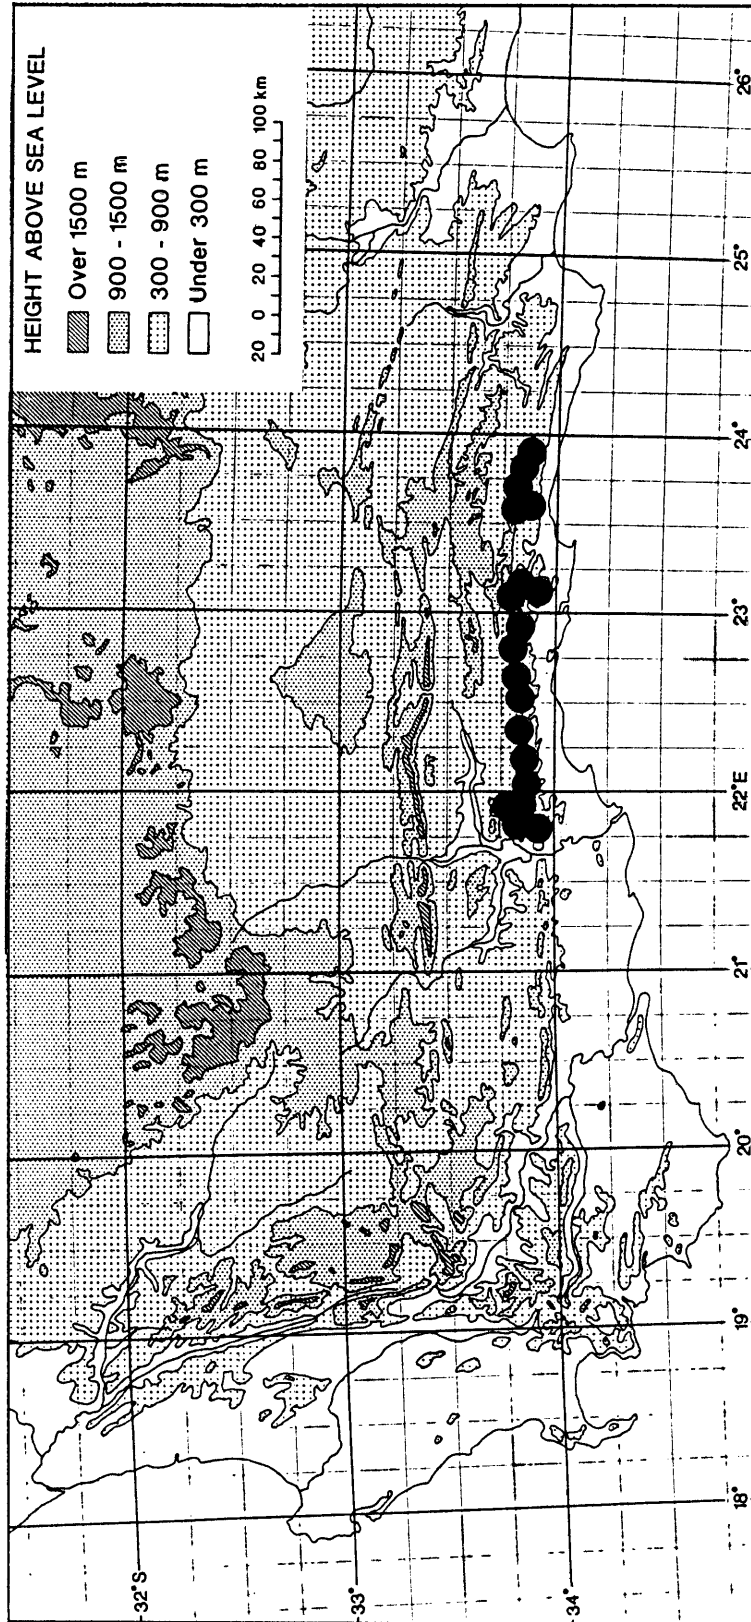 HEIGHT ABOVE SEA LEVEL
Over 1500 m
900 - 1500 m
300 - 900 m
Under 300 m
20 0 20 40 60 80 100 km
32°S
33°
34°
18°
19°
20°
21°
22°E
23°
24°
25°
26°